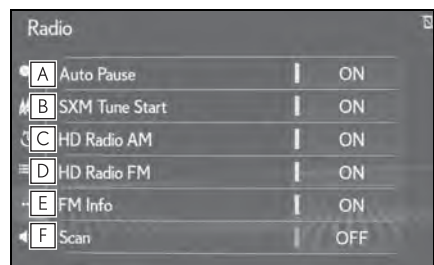 Radio
A Auto Pause ON
B SXM Tune Start ON
C HD Radio AM ON
D HD Radio FM ON
E FM Info ON
F Scan OFF